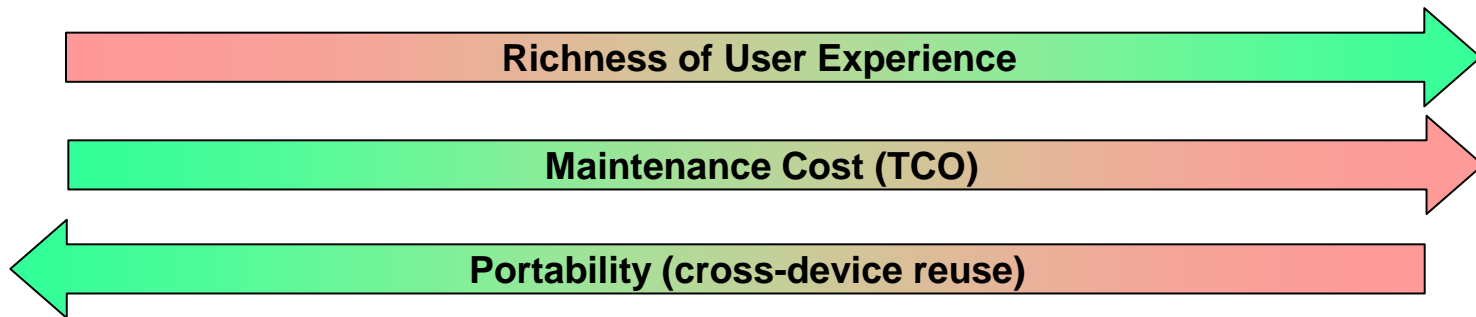 Richness of User Experience
Maintenance Cost (TCO)
Portability (cross-device reuse)